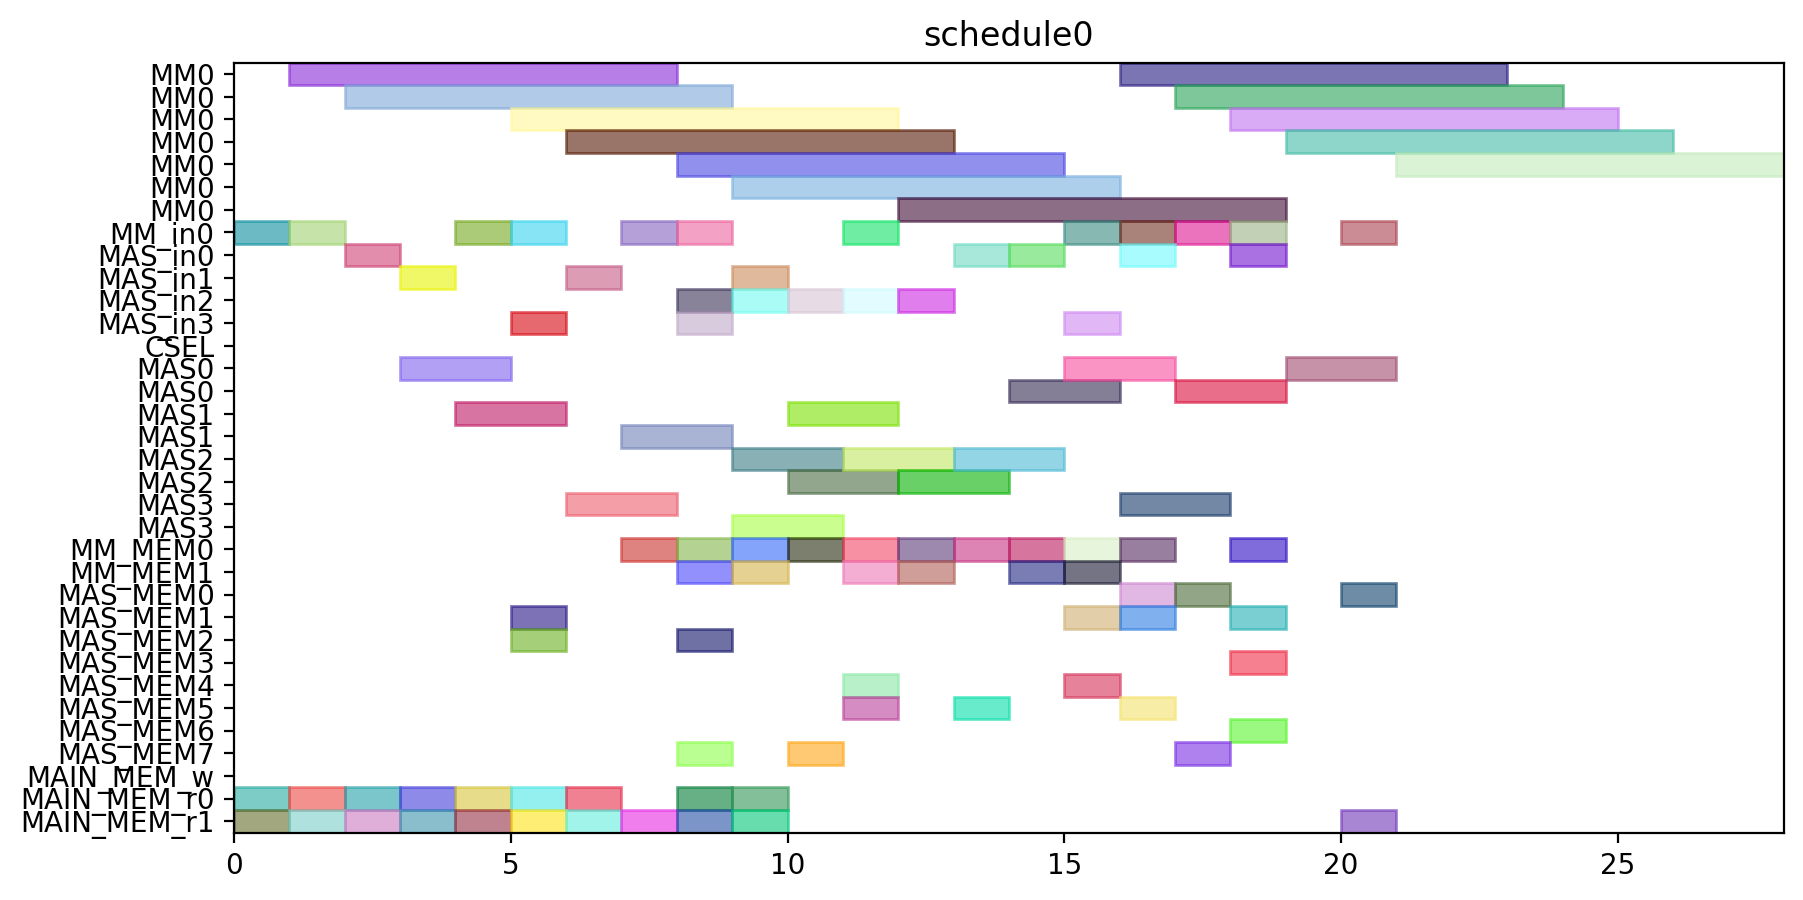 schedule0
MM0
MM0
MM0
MM0
MM0
MM0
MM0
MM_in0
MAS_in0
MAS_in1
MAS_in2
MAS_in3
CSEL
MAS0
MAS0
MAS1
MAS1
MAS2
MAS2
MAS3
MAS3
MM_MEM0
MM_MEM1
MAS_MEM0
MAS_MEM1
MAS_MEM2
MAS_MEM3
MAS_MEM4
MAS_MEM5
MAS_MEM6
MAS_MEM7
MAIN_MEM_w
MAIN_MEM_r0
MAIN_MEM_r1
0 5 10 15 20 25